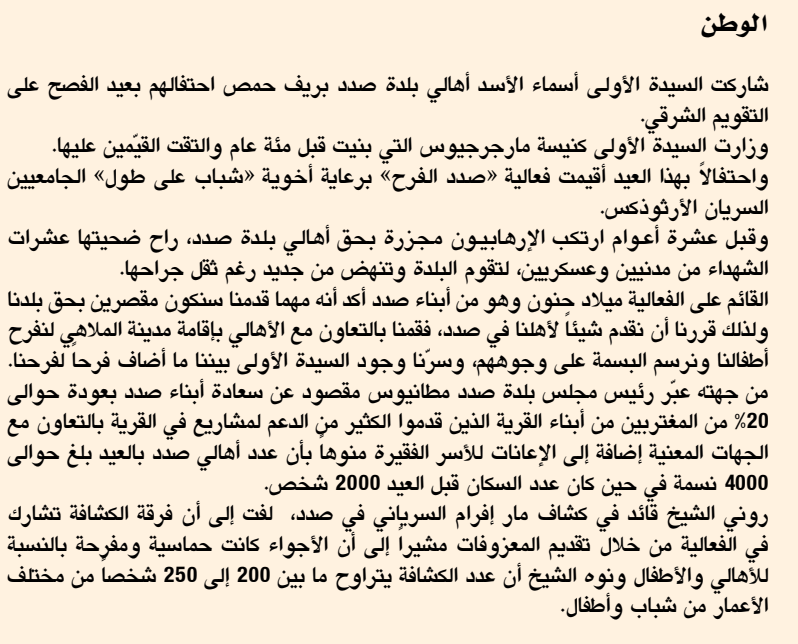 الوطن
شاركت السيدة الأولى أسماء الأسد أهالي بلدة صدد بريف حمص احتفالهم بعيد الفصح على
التقويم الشرقي.
وزارت السيدة الأولى كنيسة مارجرجيوس التي بنيت قبل مئة عام والتقت القيّمين عليها.
واحتفالاً بهذا العيد أقيمت فعالية «صدد الفرح» برعاية أخوية «شباب على طول» الجامعيين
السريان الأرثوذكس.
وقبل عشرة أعوام ارتكب الإرهابيون مجزرة بحق أهالي بلدة صدد، راح ضحيتها عشرات
الشهداء من مدنيين وعسكريين، لتقوم البلدة وتنهض من جديد رغم ثقل جراحها.
القائم على الفعالية ميلاد حنون وهو من أبناء صدد أكد أنه مهما قدمنا سنكون مقصرين بحق بلدنا
ولذلك قررنا أن نقدم شيئاً لأهلنا في صدد، فقمنا بالتعاون مع الأهالي بإقامة مدينة الملاهي لنفرح
أطفالنا ونرسم البسمة على وجوههم، وسرّنا وجود السيدة الأولى بيننا ما أضاف فرحاً لفرحنا.
من جهته عبّر رئيس مجلس بلدة صدد مطانيوس مقصود عن سعادة أبناء صدد بعودة حوالى
20% من المغتربين من أبناء القرية الذين قدموا الكثير من الدعم لمشاريع في القرية بالتعاون مع
الجهات المعنية إضافة إلى الإعانات للأسر الفقيرة منوهاً بأن عدد أهالي صدد بالعيد بلغ حوالى
4000 نسمة في حين كان عدد السكان قبل العيد 2000 شخص.
روني الشيخ قائد في كشاف مار إفرام السرياني في صدد، لفت إلى أن فرقة الكشافة تشارك
في الفعالية من خلال تقديم المعزوفات مشيراً إلى أن الأجواء كانت حماسية ومفرحة بالنسبة
للأهالي والأطفال ونوه الشيخ أن عدد الكشافة يتراوح ما بين 200 إلى 250 شخصاً من مختلف
الأعمار من شباب وأطفال.